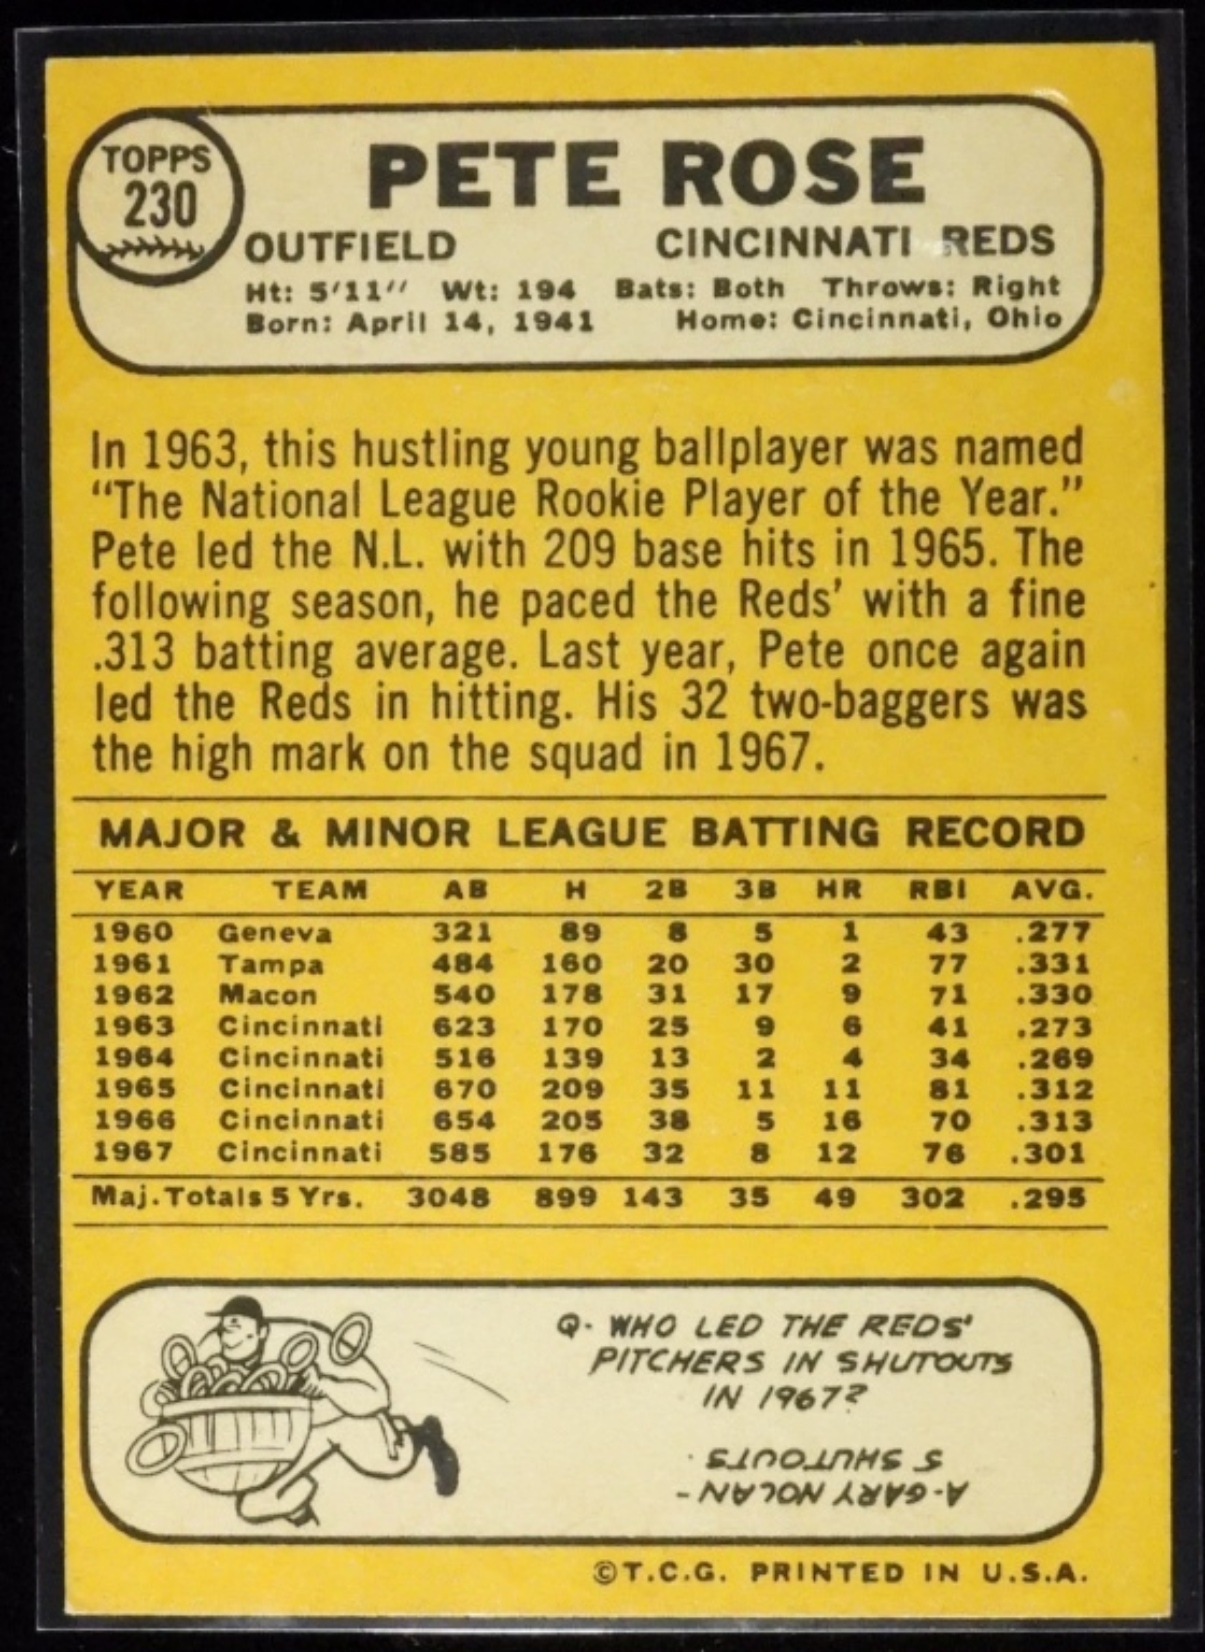 TOPPS
230
PETE ROSE
OUTFIELD CINCINNATI REDS
Ht: 5'11" Wt: 194 Bats: Both Throws: Right
Born: April 14, 1941 Home: Cincinnati, Ohio
In 1963, this hustling young ballplayer was named
“The National League Rookie Player of the Year.”
Pete led the N.L. with 209 base hits in 1965. The
following season, he paced the Reds’ with a fine
.313 batting average. Last year, Pete once again
led the Reds in hitting. His 32 two-baggers was
the high mark on the squad in 1967.
MAJOR & MINOR LEAGUE BATTING RECORD
YEAR TEAM AB H 2B 3B HR RBI AVG.
1960 Geneva 321 89 8 5 1 43 .277
1961 Tampa 484 160 20 30 2 77 .331
1962 Macon 540 178 31 17 9 71 .330
1963 Cincinnati 623 170 25 9 6 41 .273
1964 Cincinnati 516 139 13 2 4 34 .269
1965 Cincinnati 670 209 35 11 11 81 .312
1966 Cincinnati 654 205 38 5 16 70 .313
1967 Cincinnati 585 176 32 8 12 76 .301
Maj. Totals 5 Yrs. 3048 899 143 35 49 302 .295
Q- WHO LED THE REDS'
PITCHERS IN SHUTOUTS
IN 1967?
A-GARY NOLAN -
5 SHUTOUTS
©T.C.G. PRINTED IN U.S.A.